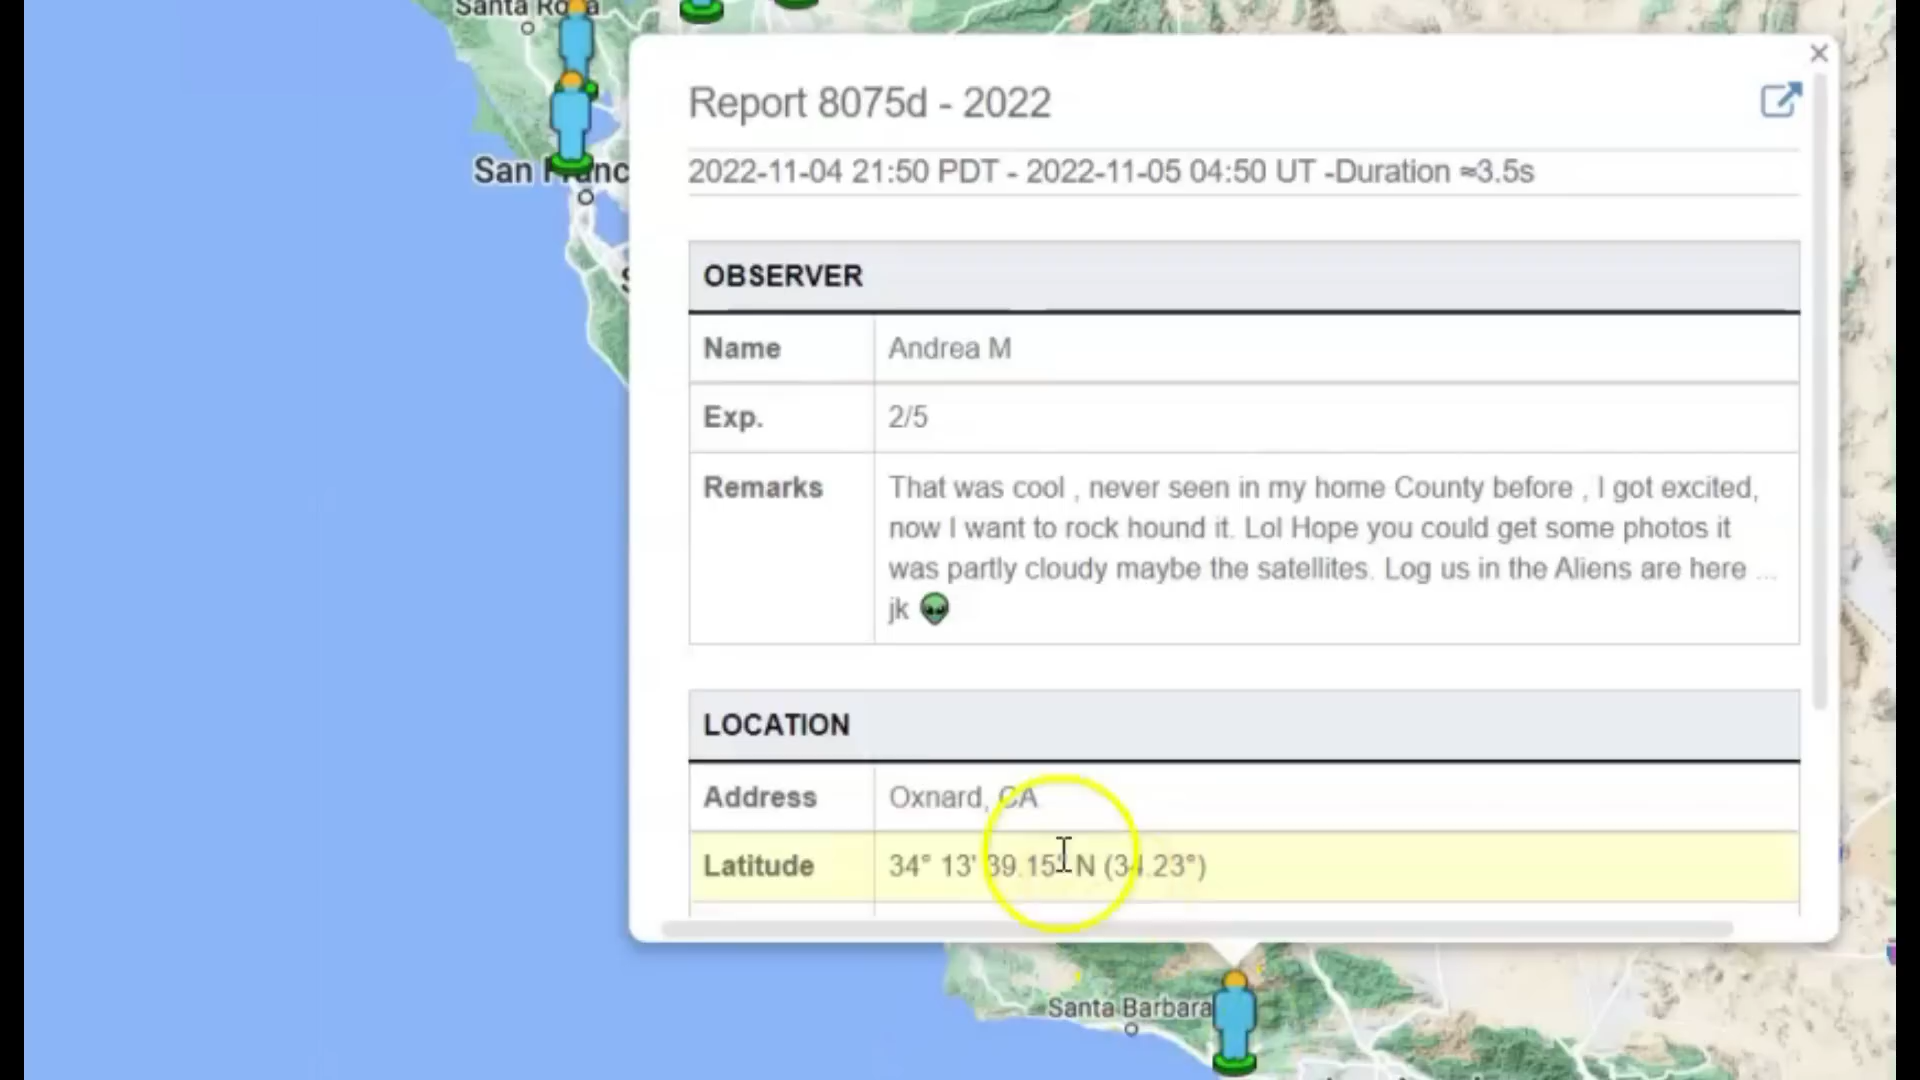 Santa Rosa
San Franc
Report 8075d - 2022
2022-11-04 21:50 PDT - 2022-11-05 04:50 UT -Duration ≈3.5s
OBSERVER
Name Andrea M
Exp. 2/5
Remarks That was cool , never seen in my home County before , I got excited,
now I want to rock hound it. Lol Hope you could get some photos it
was partly cloudy maybe the satellites. Log us in the Aliens are here ...
jk 👽
LOCATION
Address Oxnard, CA
Latitude 34° 13' 39.15" N (34.23°)
Santa Barbara